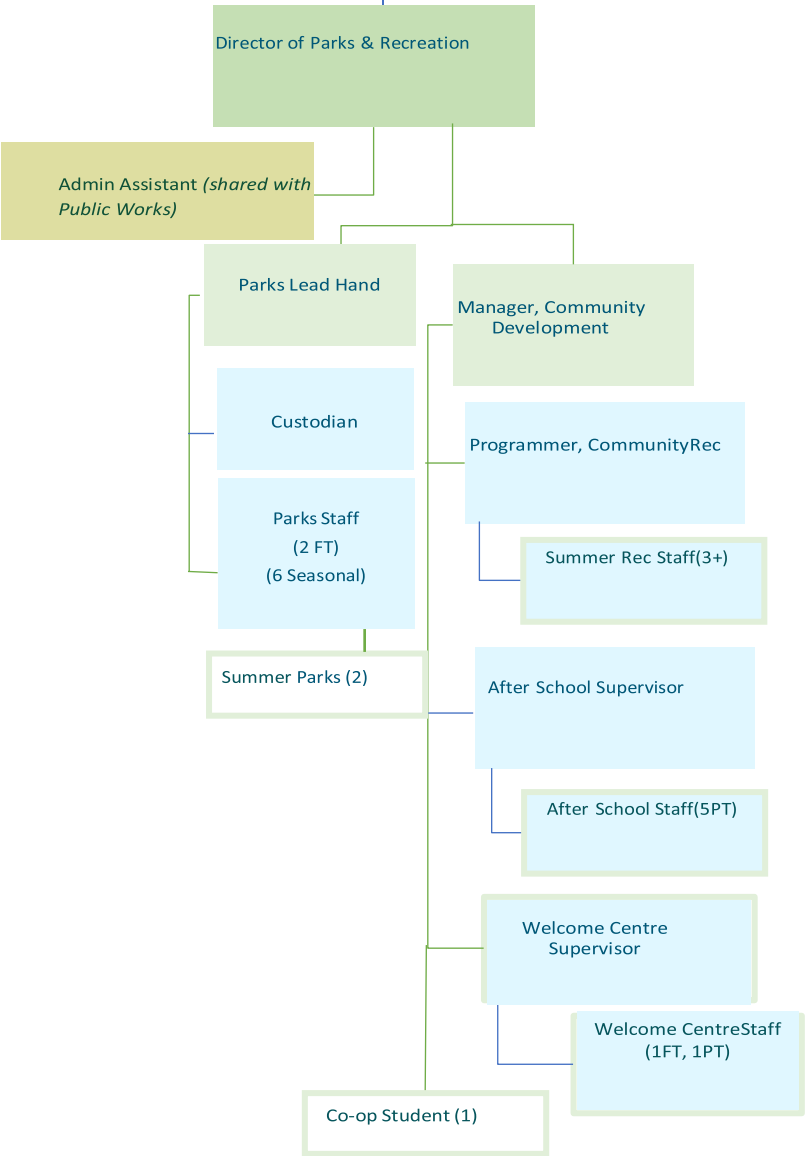 Director of Parks & Recreation
Admin Assistant (shared with
Public Works)
Parks Lead Hand
Manager, Community
Development
Custodian
Programmer, CommunityRec
Parks Staff
(2 FT)
(6 Seasonal)
Summer Rec Staff(3+)
Summer Parks (2)
After School Supervisor
After School Staff(5PT)
Welcome Centre
Supervisor
Welcome CentreStaff
(1FT, 1PT)
Co-op Student (1)